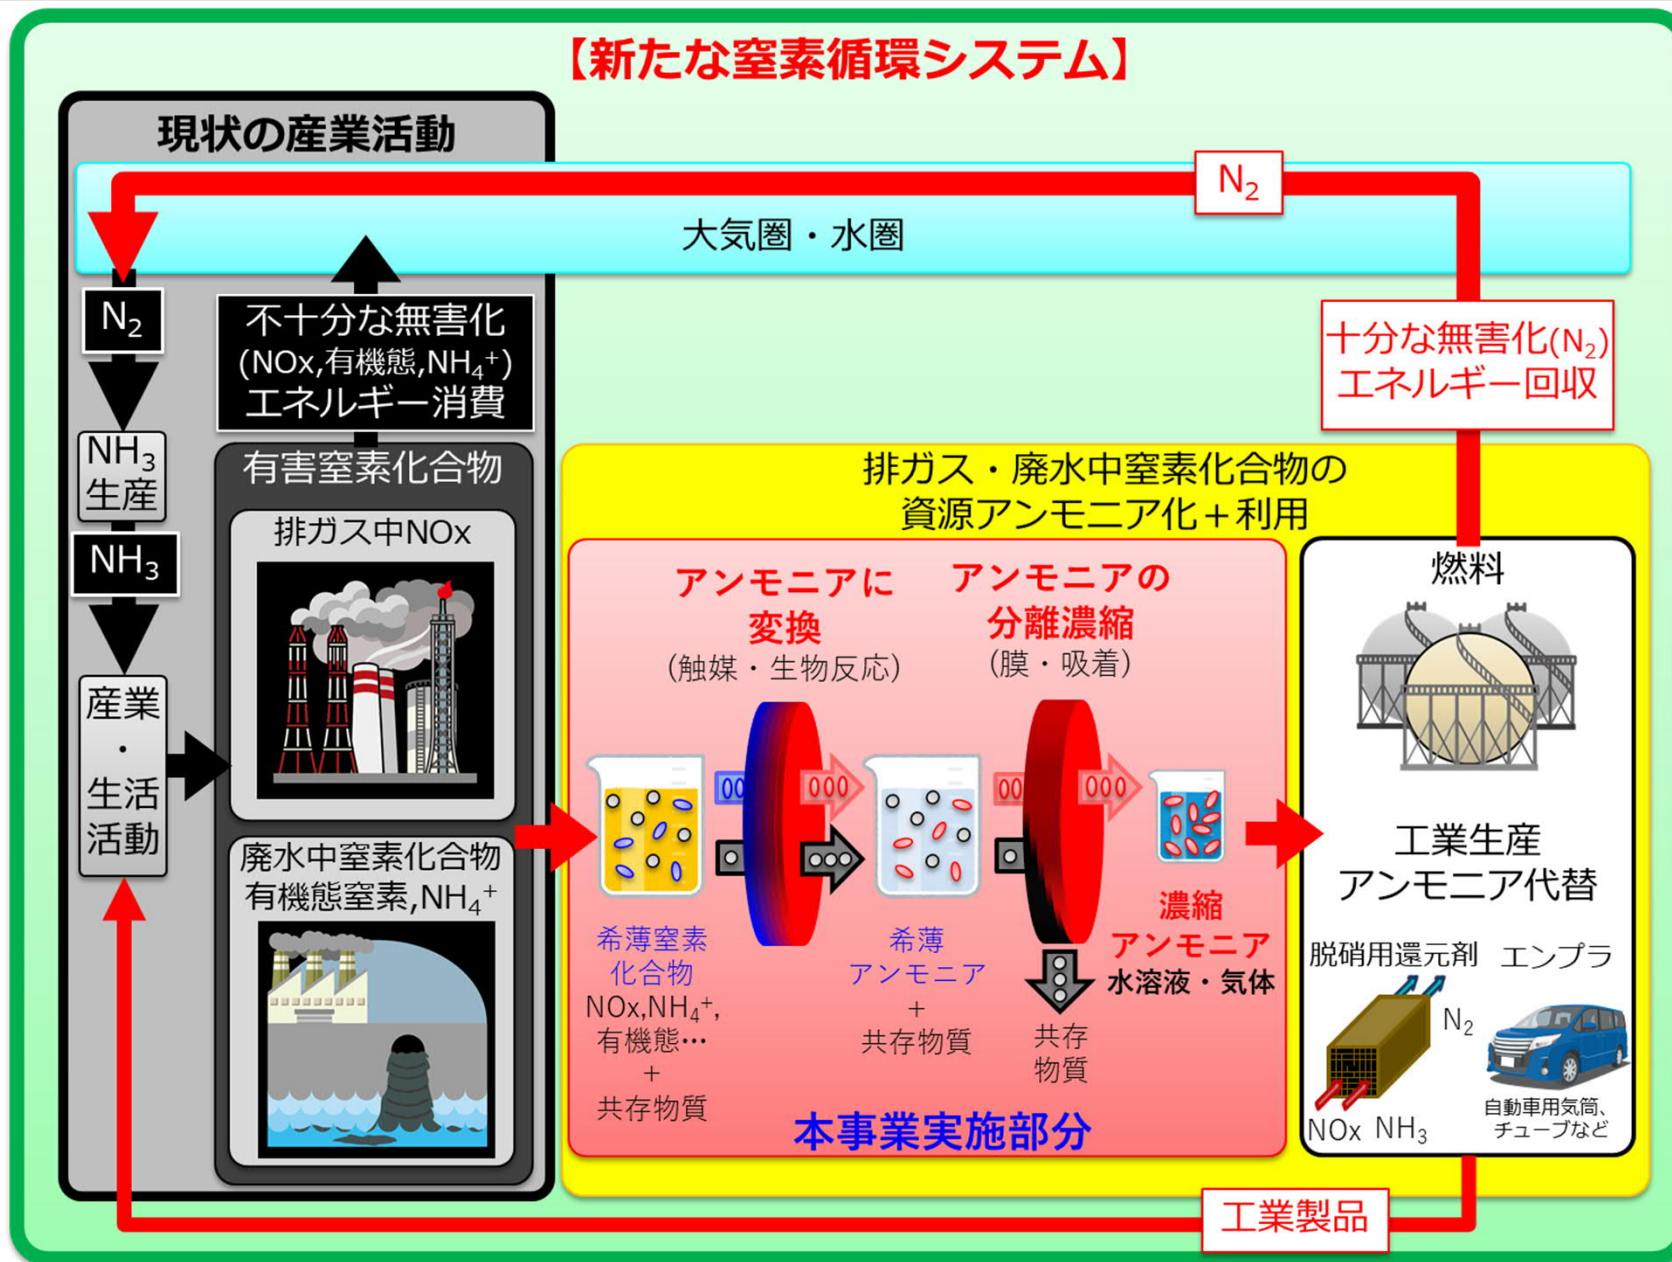 【新たな窒素循環システム】
現状の産業活動
N₂
大気圏・水圏
N₂
不十分な無害化
(NOx,有機態,NH₄⁺)
エネルギー消費
十分な無害化(N₂)
エネルギー回収
NH₃
生産
NH₃
産業
・
生活
活動
有害窒素化合物
排ガス中NOx
廃水中窒素化合物
有機態窒素,NH₄⁺
排ガス・廃水中窒素化合物の
資源アンモニア化＋利用
アンモニアに
変換
(触媒・生物反応)
アンモニアの
分離濃縮
(膜・吸着)
希薄窒素
化合物
NOx,NH₄⁺,
有機態…
+
共存物質
希薄
アンモニア
+
共存物質
共存
物質
濃縮
アンモニア
水溶液・気体
本事業実施部分
燃料
工業生産
アンモニア代替
脱硝用還元剤
エンプラ
N₂
NOx NH₃
自動車用気筒、
チューブなど
工業製品